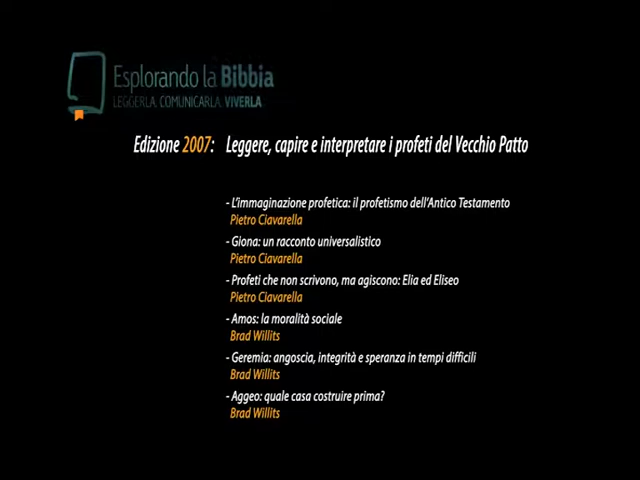 Esplorando la Bibbia
LEGGERLA. COMUNICARLA. VIVERLA.
Edizione 2007: Leggere, capire e interpretare i profeti del Vecchio Patto
- L'immaginazione profetica: il profetismo dell'Antico Testamento
Pietro Ciavarella
- Giona: un racconto universalistico
Pietro Ciavarella
- Profeti che non scrivono, ma agiscono: Elia ed Eliseo
Pietro Ciavarella
- Amos: la moralità sociale
Brad Willits
- Geremia: angoscia, integrità e speranza in tempi difficili
Brad Willits
- Aggeo: quale casa costruire prima?
Brad Willits